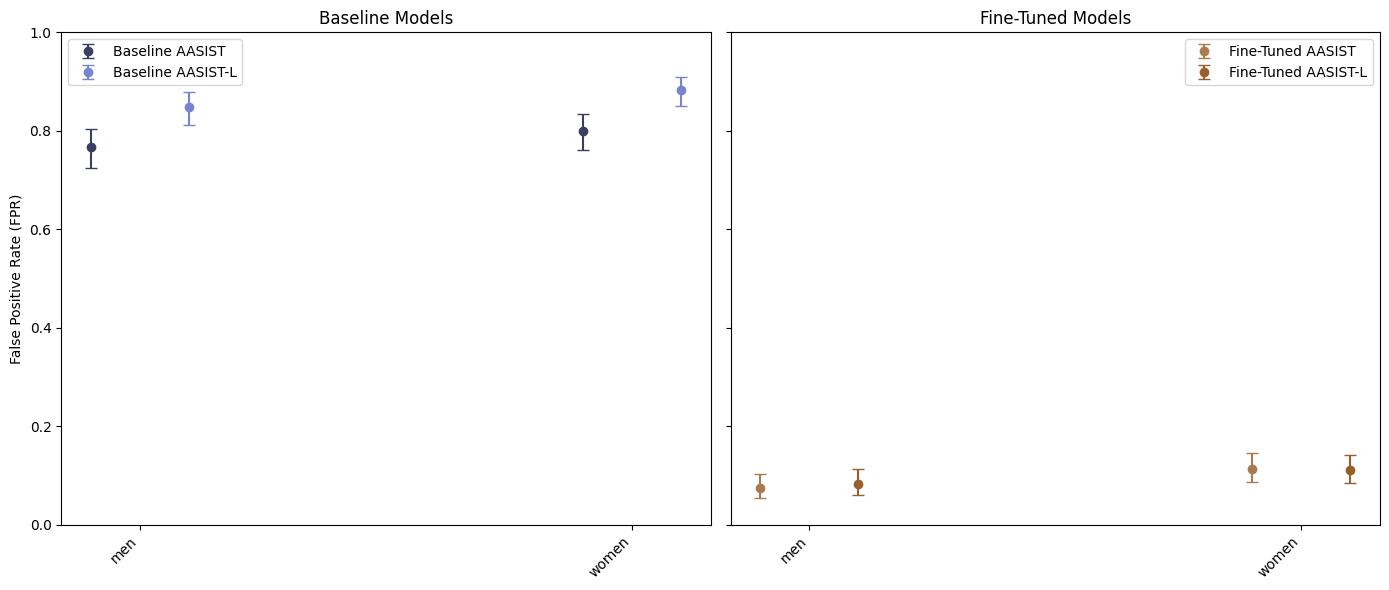 Baseline Models
Fine-Tuned Models
1.0
0.8
0.6
0.4
0.2
0.0
False Positive Rate (FPR)
Baseline AASIST
Baseline AASIST-L
men
women
Fine-Tuned AASIST
Fine-Tuned AASIST-L
men
women